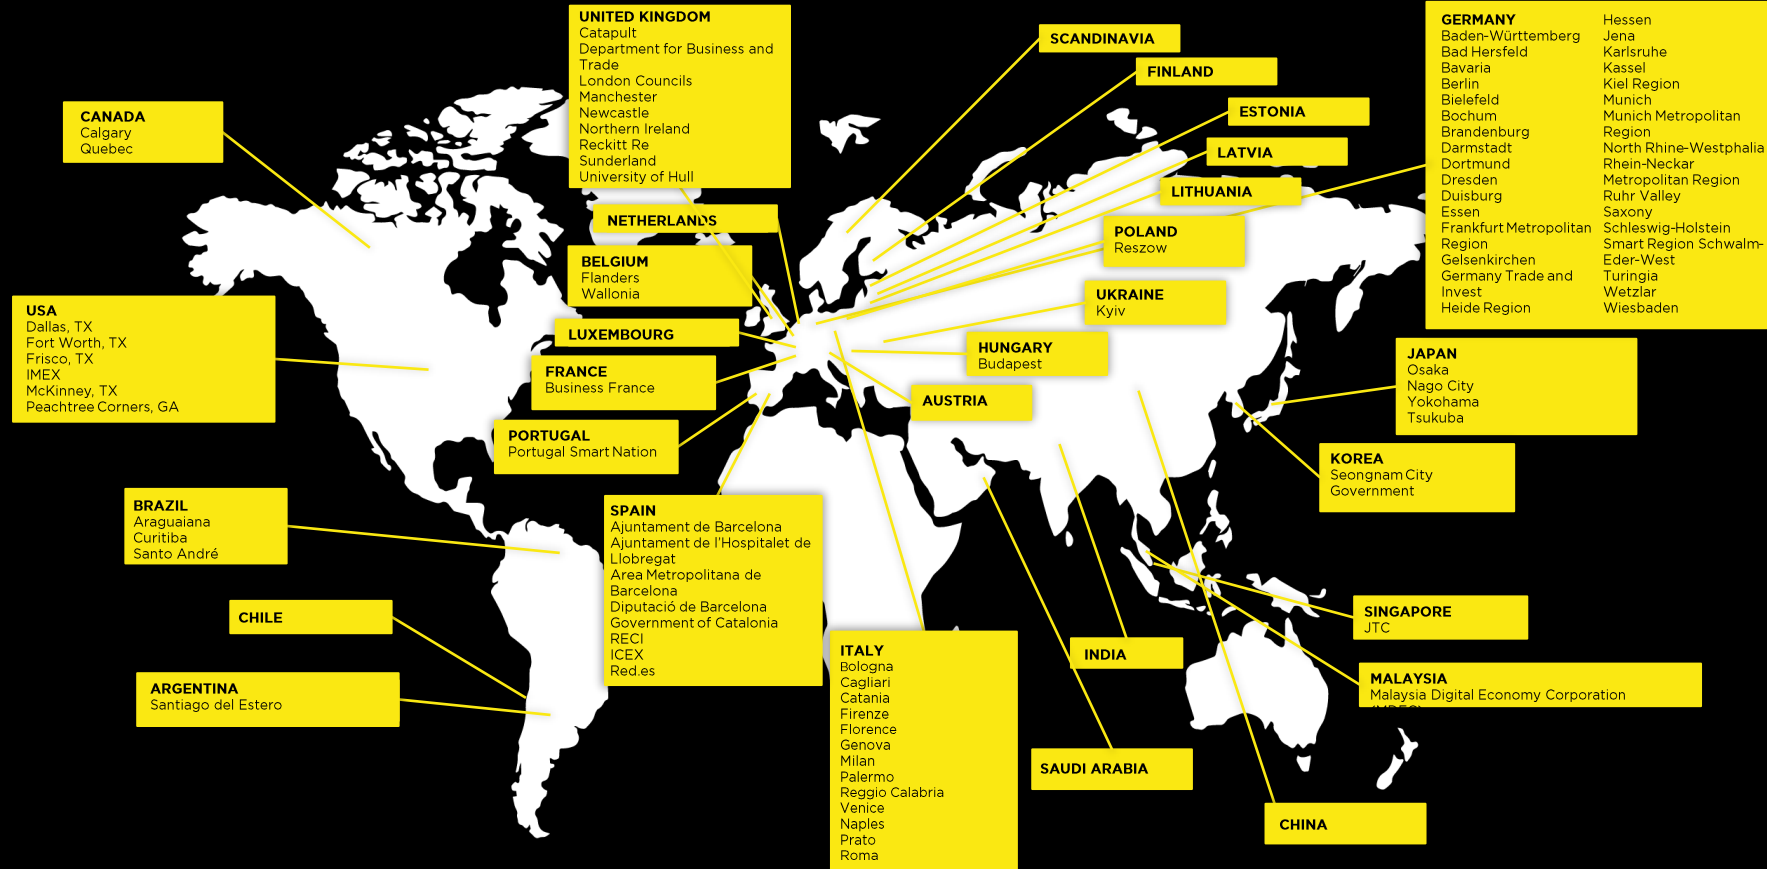 UNITED KINGDOM
Catapult
Department for Business and
Trade
London Councils
Manchester
Newcastle
Northern Ireland
Reckitt Re
Sunderland
University of Hull
SCANDINAVIA
FINLAND
ESTONIA
LATVIA
LITHUANIA
POLAND
Reszow
GERMANY
Baden-Württemberg
Bad Hersfeld
Bavaria
Berlin
Bielefeld
Bochum
Brandenburg
Darmstadt
Dortmund
Dresden
Duisburg
Essen
Frankfurt Metropolitan
Region
Gelsenkirchen
Germany Trade and
Invest
Heide Region
Hessen
Jena
Karlsruhe
Kassel
Kiel Region
Munich
Munich Metropolitan
Region
North Rhine-Westphalia
Rhein-Neckar
Metropolitan Region
Ruhr Valley
Saxony
Schleswig-Holstein
Smart Region Schwalm-
Eder-West
Turingia
Wetzlar
Wiesbaden
CANADA
Calgary
Quebec
NETHERLANDS
BELGIUM
Flanders
Wallonia
LUXEMBOURG
FRANCE
Business France
PORTUGAL
Portugal Smart Nation
USA
Dallas, TX
Fort Worth, TX
Frisco, TX
IMEX
McKinney, TX
Peachtree Corners, GA
UKRAINE
Kyiv
HUNGARY
Budapest
AUSTRIA
JAPAN
Osaka
Nago City
Yokohama
Tsukuba
KOREA
Seongnam City
Government
BRAZIL
Araguaiana
Curitiba
Santo André
CHILE
ARGENTINA
Santiago del Estero
SPAIN
Ajuntament de Barcelona
Ajuntament de l'Hospitalet de
Llobregat
Area Metropolitana de
Barcelona
Diputació de Barcelona
Government of Catalonia
RECI
ICEX
Red.es
ITALY
Bologna
Cagliari
Catania
Firenze
Florence
Genova
Milan
Palermo
Reggio Calabria
Venice
Naples
Prato
Roma
INDIA
SAUDI ARABIA
CHINA
SINGAPORE
JTC
MALAYSIA
Malaysia Digital Economy Corporation